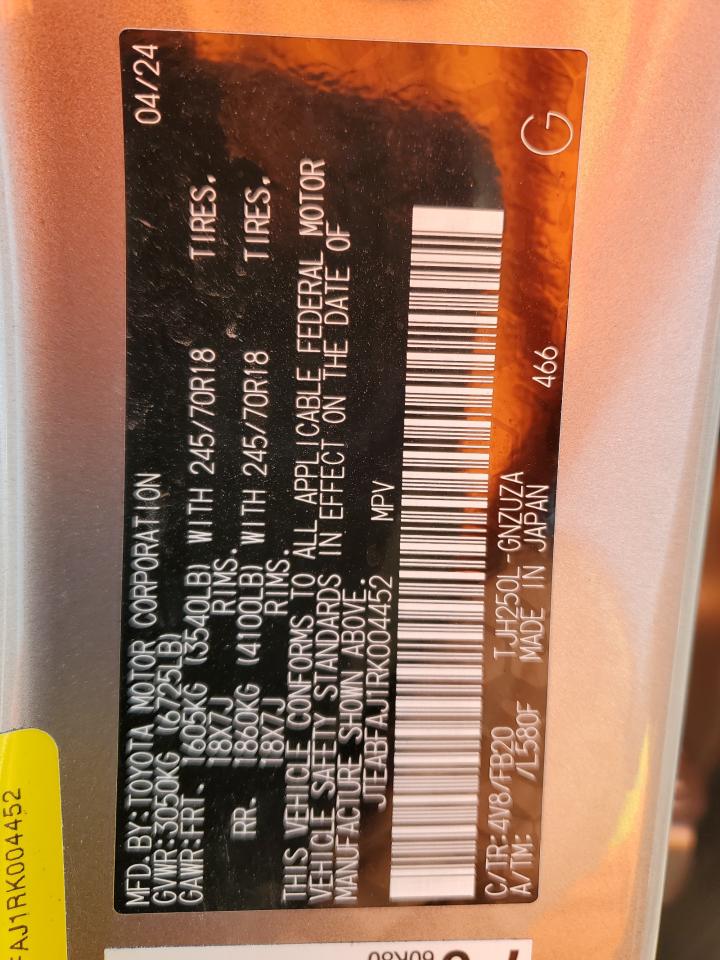 04/24
MFD. BY:TOYOTA MOTOR CORPORATION
GVWR:3050KG (6725LB)
GAWR:FRT. 1605KG (3540LB) WITH 245/70R18 TIRES.
18X7J RIMS.
RR. 1860KG (4100LB) WITH 245/70R18 TIRES.
18X7J RIMS.
THIS VEHICLE CONFORMS TO ALL APPLICABLE FEDERAL MOTOR
VEHICLE SAFETY STANDARDS IN EFFECT ON THE DATE OF
MANUFACTURE SHOWN ABOVE.
JTEABFAJ1RK004452 MPV
C/TR:4V8/FB20 TJH250L-GNZUZA 466 G
A/TM: /L580F MADE IN JAPAN
FAJ1RK004452
60K80